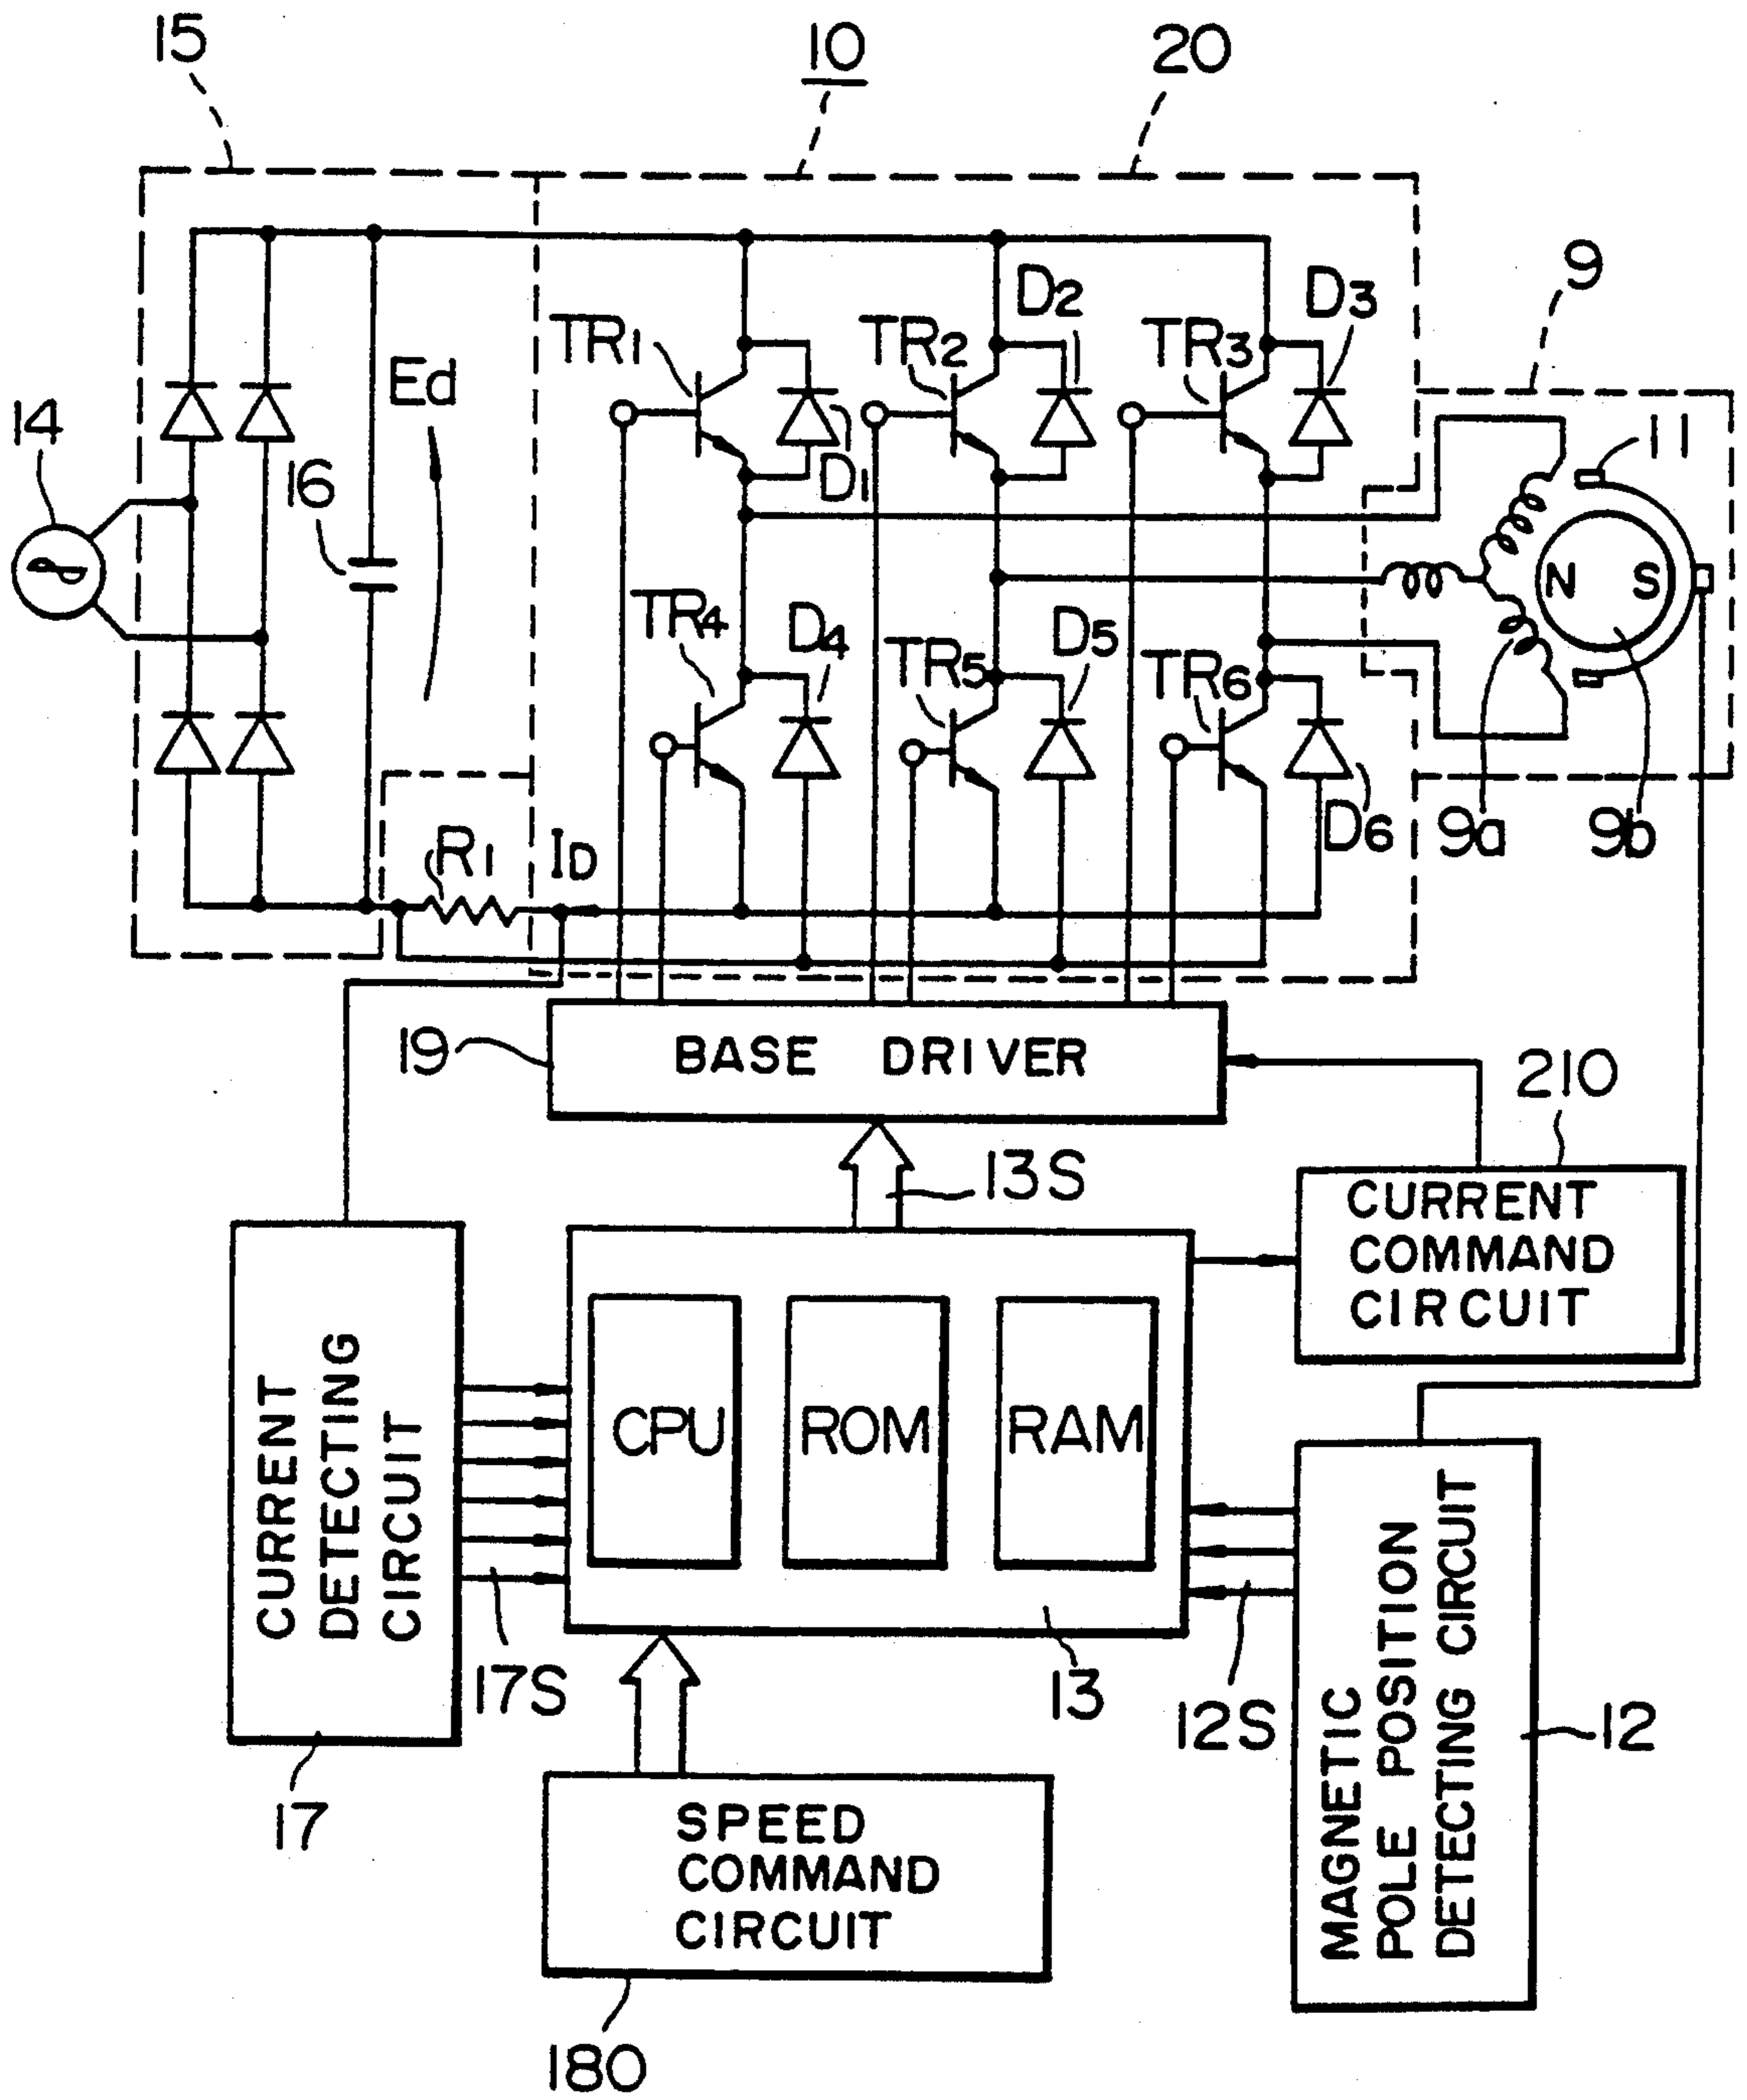 15
10
20
9
D2
D3
TR1
TR2
TR3
Ed
14
11
16
D1
N S
TR4
D4
D5
TR5
TR6
9a
9b
D6
R1
ID
19
BASE DRIVER
210
13S
CURRENT
COMMAND
CIRCUIT
CURRENT
DETECTING
CIRCUIT
CPU
ROM
RAM
17S
13
12S
MAGNETIC
POLE POSITION
DETECTING CIRCUIT
12
17
SPEED
COMMAND
CIRCUIT
180